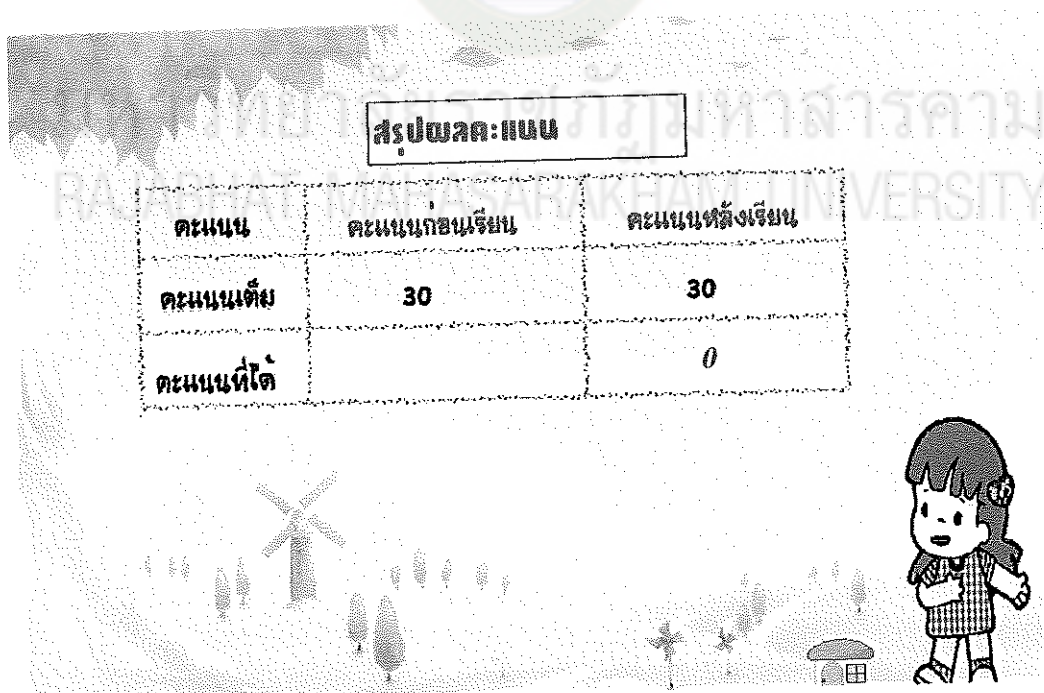 มหาวิทยาลัยราชภัฏมหาสารคาม
RAJABHAT MAHASARAKHAM UNIVERSITY
สรุปผลคะแนน
คะแนน คะแนนก่อนเรียน คะแนนหลังเรียน
คะแนนเต็ม 30 30
คะแนนที่ได้ 0